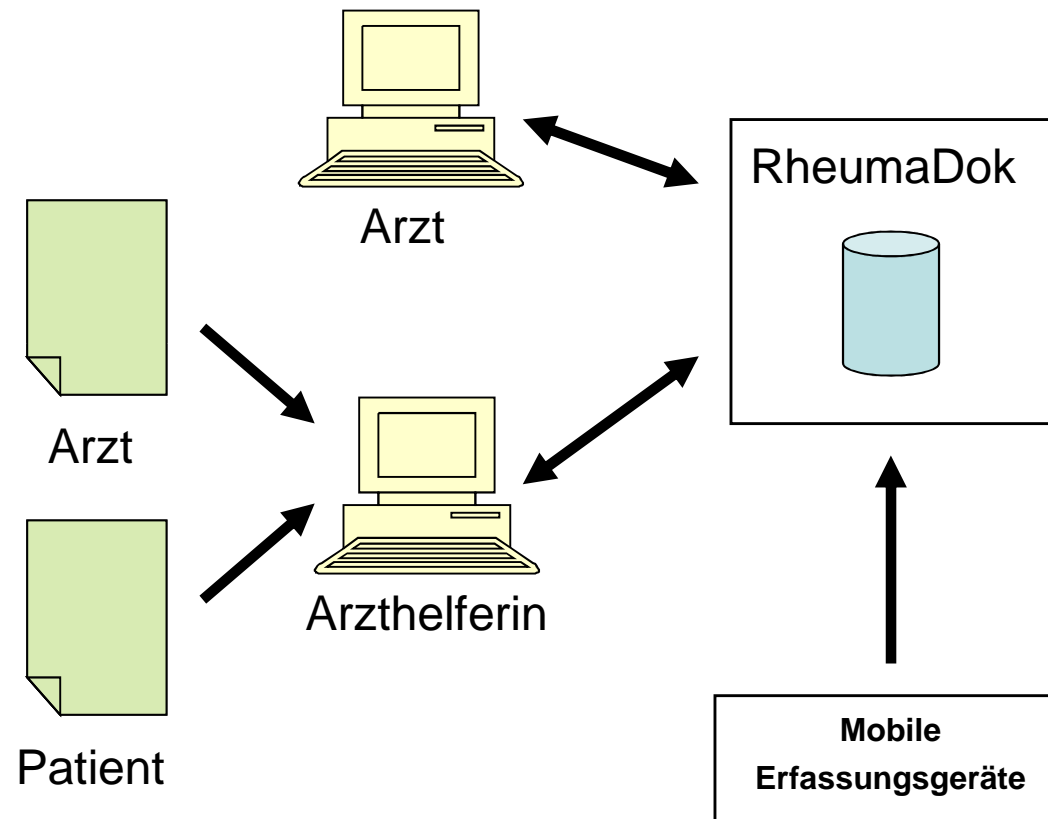 RheumaDok
Arzt
Arzt
Arzthelferin
Patient
Mobile
Erfassungsgeräte